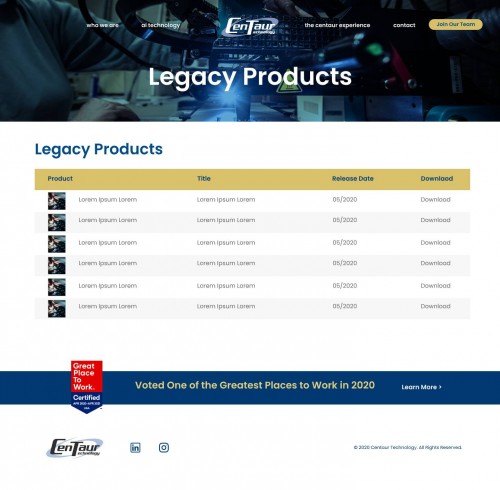 who we are
ai technology
CenTaur
technology
the centaur experience
contact
Join Our Team
Legacy Products
Legacy Products
Product Title Release Date Downlaod
Lorem Ipsum Lorem Lorem Ipsum Lorem 05/2020 Download
Lorem Ipsum Lorem Lorem Ipsum Lorem 05/2020 Download
Lorem Ipsum Lorem Lorem Ipsum Lorem 05/2020 Download
Lorem Ipsum Lorem Lorem Ipsum Lorem 05/2020 Download
Lorem Ipsum Lorem Lorem Ipsum Lorem 05/2020 Download
Lorem Ipsum Lorem Lorem Ipsum Lorem 05/2020 Download
Great
Place
To
Work.
Certified
USA
Voted One of the Greatest Places to Work in 2020
Learn More >
CenTaur
technology
in
© 2020 Centaur Technology. All Rights Reserved.